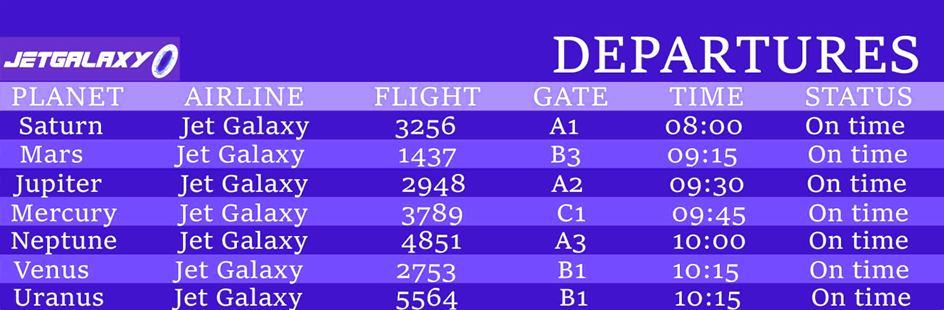 DEPARTURES
JETGALAXY
PLANET AIRLINE FLIGHT GATE TIME STATUS
Saturn Jet Galaxy 3256 A1 08:00 On time
Mars Jet Galaxy 1437 B3 09:15 On time
Jupiter Jet Galaxy 2948 A2 09:30 On time
Mercury Jet Galaxy 3789 C1 09:45 On time
Neptune Jet Galaxy 4851 A3 10:00 On time
Venus Jet Galaxy 2753 B1 10:15 On time
Uranus Jet Galaxy 5564 B1 10:15 On time